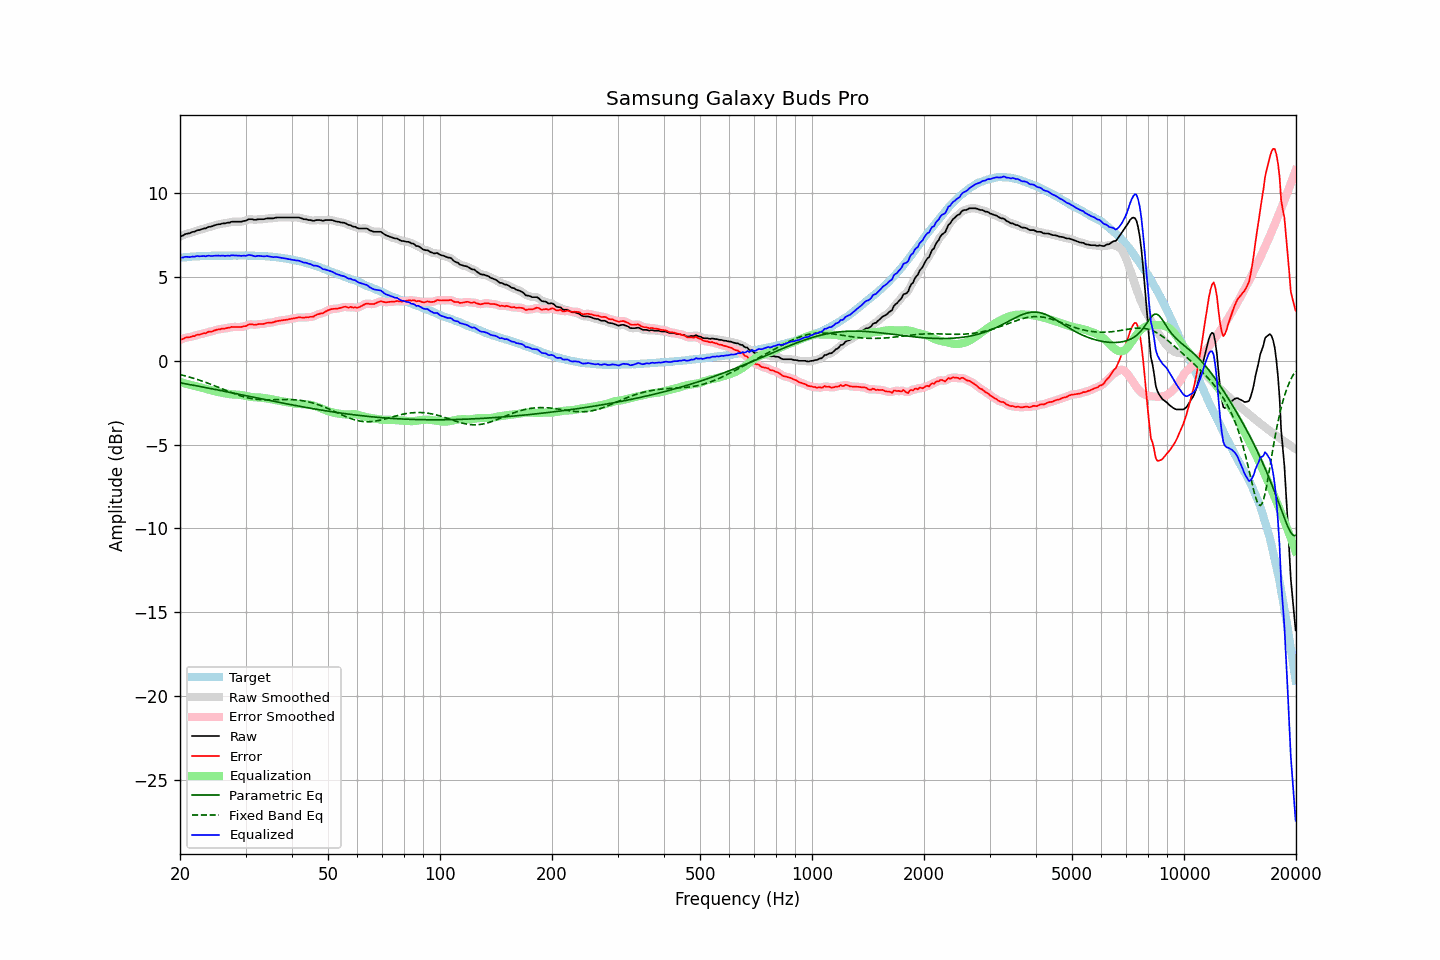 Samsung Galaxy Buds Pro
Amplitude (dBr)
10
5
0
−5
−10
−15
−20
−25
Target
Raw Smoothed
Error Smoothed
Raw
Error
Equalization
Parametric Eq
Fixed Band Eq
Equalized
20 50 100 200 500 1000 2000 5000 10000 20000
Frequency (Hz)